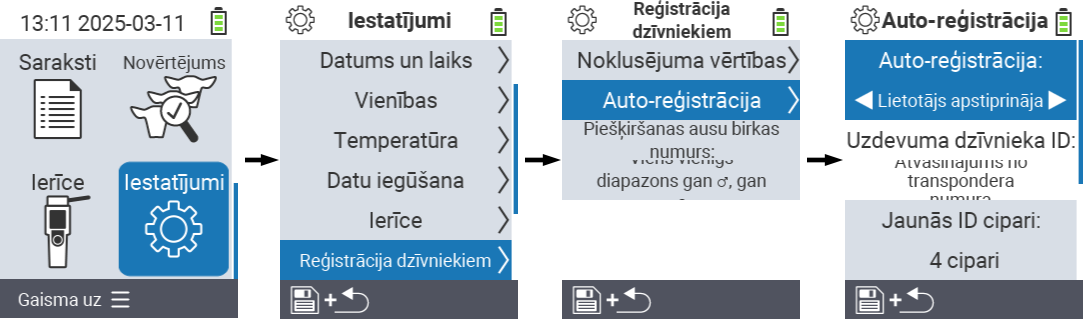 13:11 2025-03-11
Saraksti
Novērtējums
Ierīce
Iestatījumi
Gaisma uz
Iestatījumi
Datums un laiks
Vienības
Temperatūra
Datu iegūšana
Ierīce
Reģistrācija dzīvniekiem
+
Reģistrācija
dzīvniekiem
Noklusējuma vērtības
Auto-reģistrācija
Piešķiršanas ausu birkas
numurs:
Viens vienīgs
diapazons gan ♂, gan
+
Auto-reģistrācija
Auto-reģistrācija:
Lietotājs apstiprināja
Uzdevuma dzīvnieka ID:
Atvasinājums no
transpondera
numura
Jaunās ID cipari:
4 cipari
+